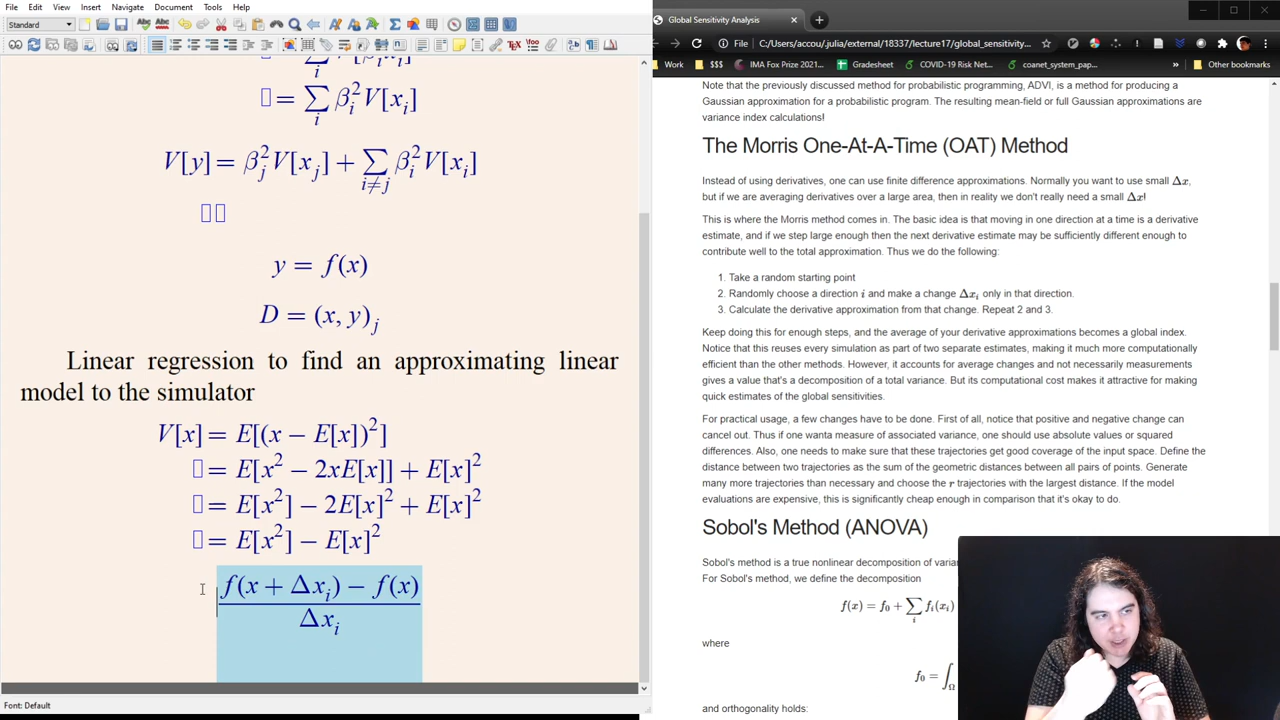 File Edit View Insert Navigate Document Tools Help
Standard
□ = ∑ᵢ βᵢ² V[xᵢ]
V[y] = βⱼ² V[xⱼ] + ∑_{i≠j} βᵢ² V[xᵢ]
□□
y = f(x)
D = (x, y)ⱼ
Linear regression to find an approximating linear
model to the simulator
V[x] = E[(x − E[x])²]
□ = E[x² − 2xE[x]] + E[x]²
□ = E[x²] − 2E[x]² + E[x]²
□ = E[x²] − E[x]²
f(x + Δxᵢ) − f(x)
Δxᵢ
Font: Default
Global Sensitivity Analysis
File C:/Users/accou/.julia/external/18337/lecture17/global_sensitivity...
Work $$$ IMA Fox Prize 2021... Gradesheet COVID-19 Risk Net... coanet_system_pap... » Other bookmarks
Note that the previously discussed method for probabilistic programming, ADVI, is a method for producing a
Gaussian approximation for a probabilistic program. The resulting mean-field or full Gaussian approximations are
variance index calculations!
The Morris One-At-A-Time (OAT) Method
Instead of using derivatives, one can use finite difference approximations. Normally you want to use small Δx,
but if we are averaging derivatives over a large area, then in reality we don't really need a small Δx!
This is where the Morris method comes in. The basic idea is that moving in one direction at a time is a derivative
estimate, and if we step large enough then the next derivative estimate may be sufficiently different enough to
contribute well to the total approximation. Thus we do the following:
1. Take a random starting point
2. Randomly choose a direction i and make a change Δxᵢ only in that direction.
3. Calculate the derivative approximation from that change. Repeat 2 and 3.
Keep doing this for enough steps, and the average of your derivative approximations becomes a global index.
Notice that this reuses every simulation as part of two separate estimates, making it much more computationally
efficient than the other methods. However, it accounts for average changes and not necessarily measurements
gives a value that's a decomposition of a total variance. But its computational cost makes it attractive for making
quick estimates of the global sensitivities.
For practical usage, a few changes have to be done. First of all, notice that positive and negative change can
cancel out. Thus if one wanta measure of associated variance, one should use absolute values or squared
differences. Also, one needs to make sure that these trajectories get good coverage of the input space. Define the
distance between two trajectories as the sum of the geometric distances between all pairs of points. Generate
many more trajectories than necessary and choose the r trajectories with the largest distance. If the model
evaluations are expensive, this is significantly cheap enough in comparison that it's okay to do.
Sobol's Method (ANOVA)
Sobol's method is a true nonlinear decomposition of
For Sobol's method, we define the decomposition
f(x) = f₀ + ∑ᵢ fᵢ(xᵢ)
where
f₀ = ∫_Ω
and orthogonality holds: